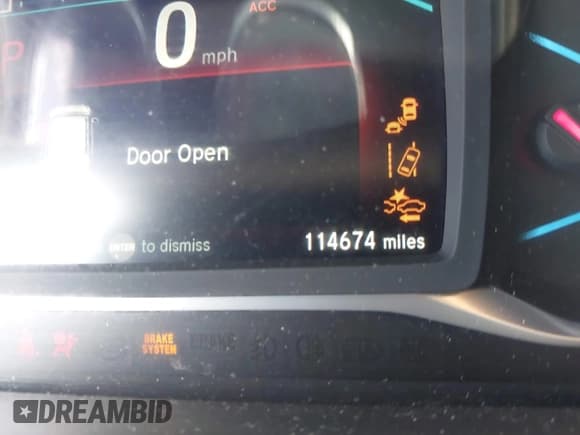 ACC
0 mph
P
Door Open
ENTER to dismiss
114674 miles
BRAKE
SYSTEM
DREAMBID